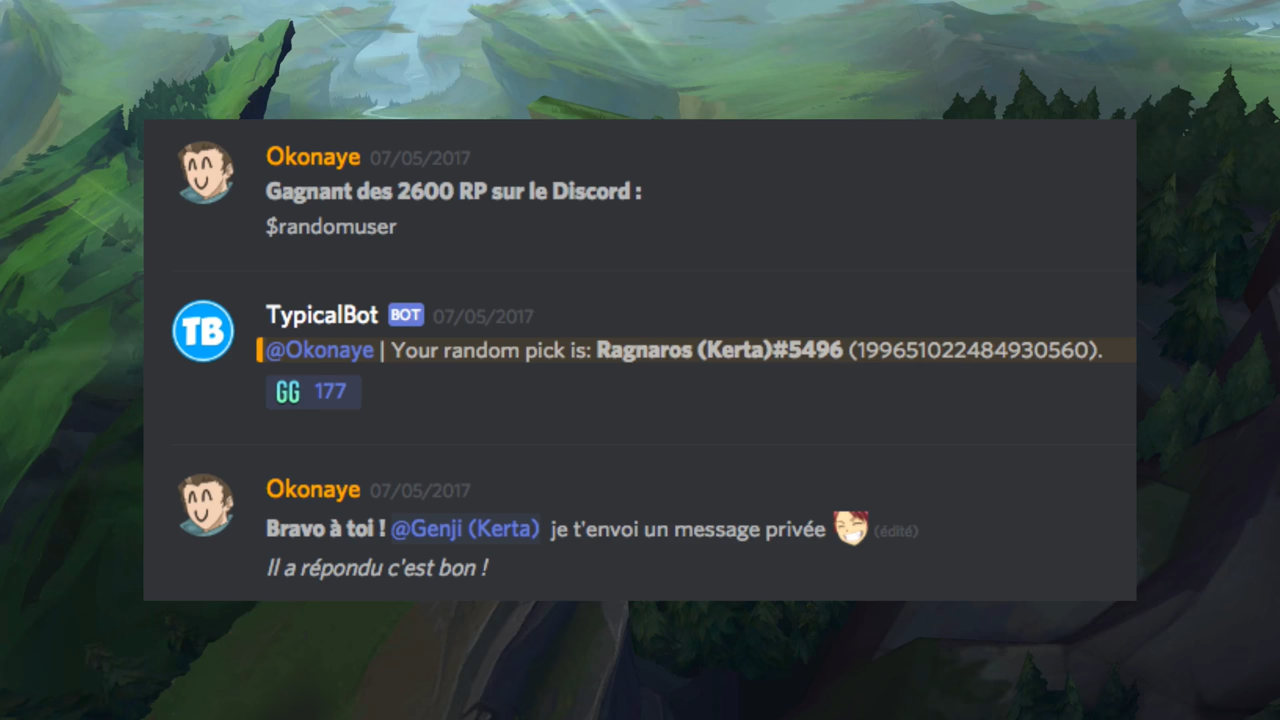 Okonaye 07/05/2017
Gagnant des 2600 RP sur le Discord :
$randomuser
TB
TypicalBot BOT 07/05/2017
@Okonaye | Your random pick is: Ragnaros (Kerta)#5496 (199651022484930560).
GG 177
Okonaye 07/05/2017
Bravo à toi ! @Genji (Kerta) je t'envoi un message privée (édité)
Il a répondu c'est bon !